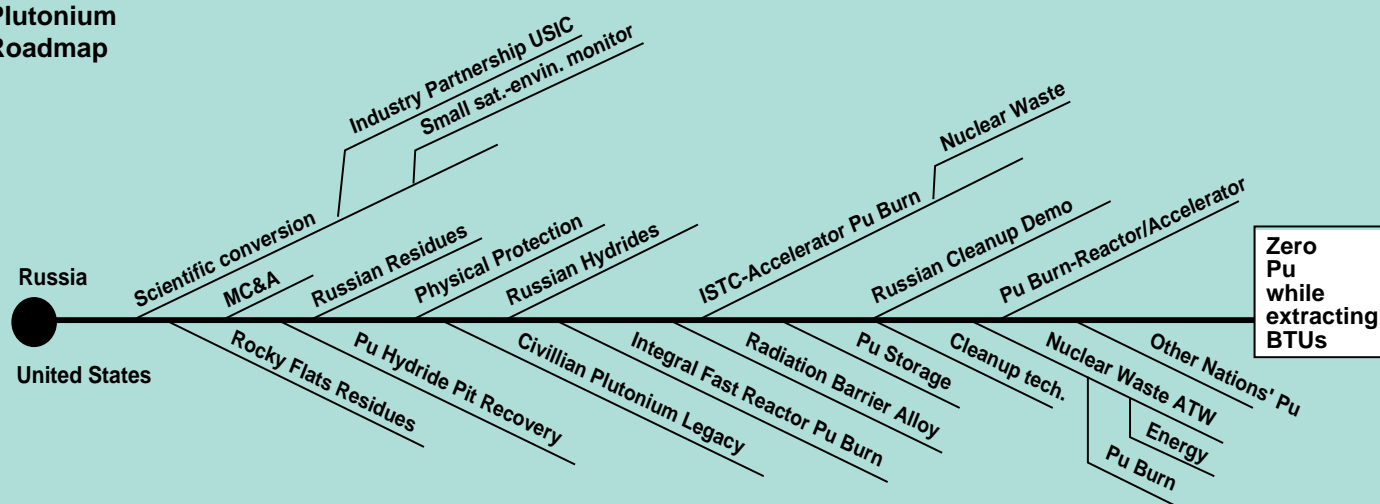 Plutonium
Roadmap
Industry Partnership USIC
Small sat.-envin. monitor
Scientific conversion
MC&A
Russian Residues
Physical Protection
Russian Hydrides
ISTC-Accelerator Pu Burn
Nuclear Waste
Russian Cleanup Demo
Pu Burn-Reactor/Accelerator
Russia
United States
Zero
Pu
while
extracting
BTUs
Rocky Flats Residues
Pu Hydride Pit Recovery
Civillian Plutonium Legacy
Integral Fast Reactor Pu Burn
Radiation Barrier Alloy
Pu Storage
Cleanup tech.
Nuclear Waste ATW
Pu Burn
Energy
Other Nations' Pu